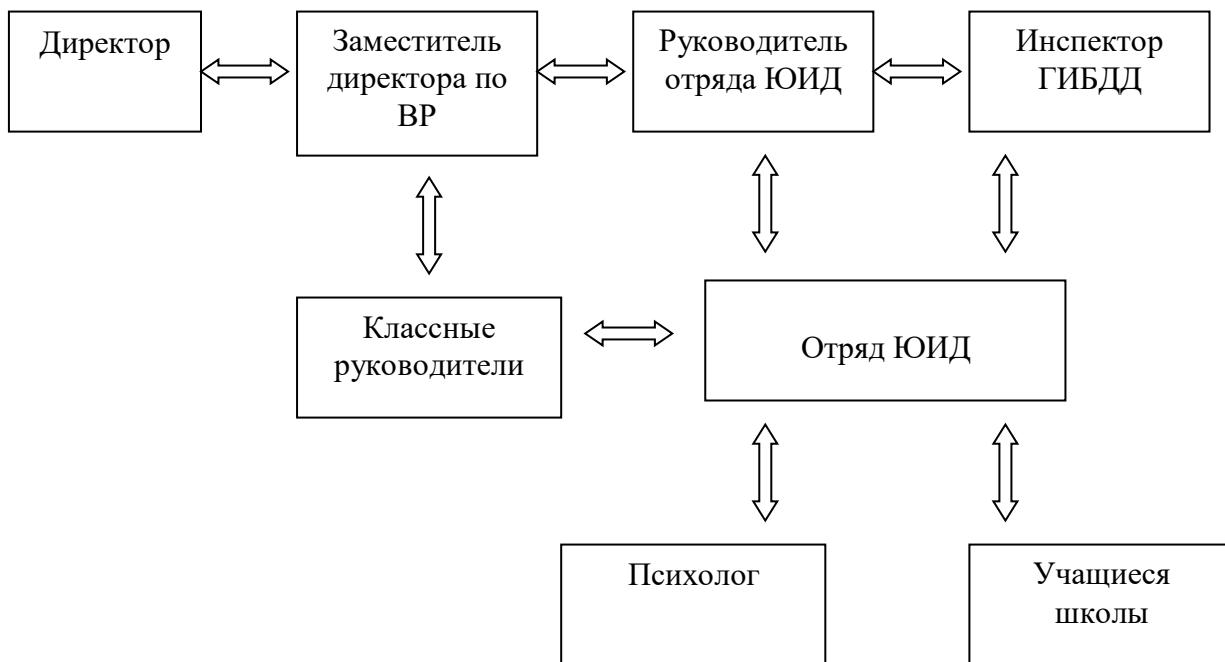 Директор
Заместитель
директора по
ВР
Руководитель
отряда ЮИД
Инспектор
ГИБДД
Классные
руководители
Отряд ЮИД
Психолог
Учащиеся
школы